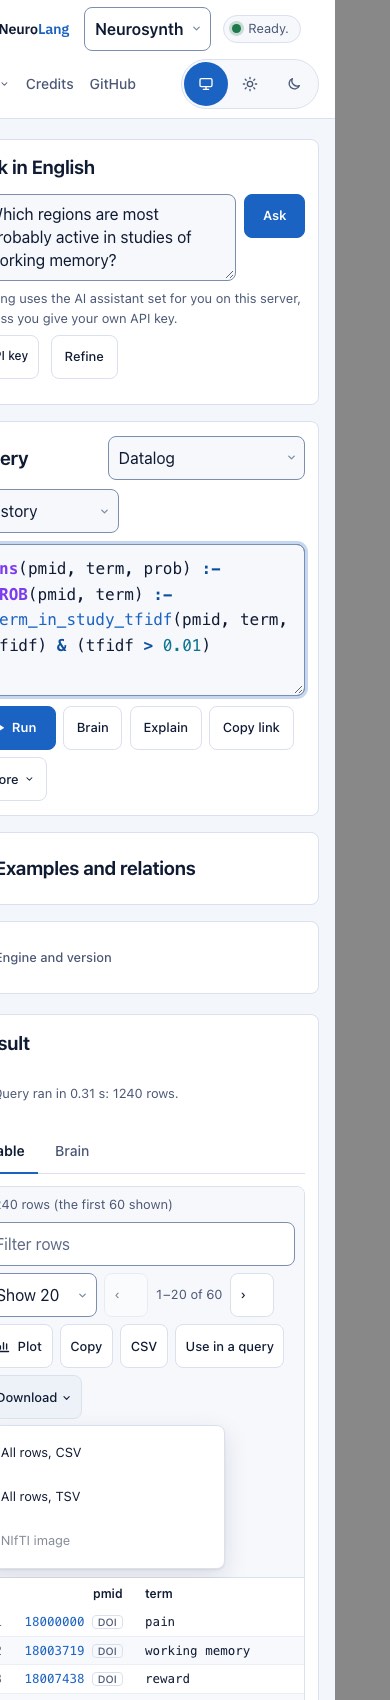 NeuroLang Neurosynth Ready.
Credits GitHub
k in English
hich regions are most
robably active in studies of
orking memory?
Ask
ng uses the AI assistant set for you on this server,
ss you give your own API key.
PI key Refine
ery Datalog
story
ns(pmid, term, prob) :-
ROB(pmid, term) :-
erm_in_study_tfidf(pmid, term,
fidf) & (tfidf > 0.01)
Run Brain Explain Copy link
ore
Examples and relations
Engine and version
sult
Query ran in 0.31 s: 1240 rows.
able Brain
240 rows (the first 60 shown)
Filter rows
Show 20 ‹ 1–20 of 60 ›
Plot Copy CSV Use in a query
Download
All rows, CSV
All rows, TSV
NIfTI image
pmid term
1 18000000 DOI pain
2 18003719 DOI working memory
3 18007438 DOI reward